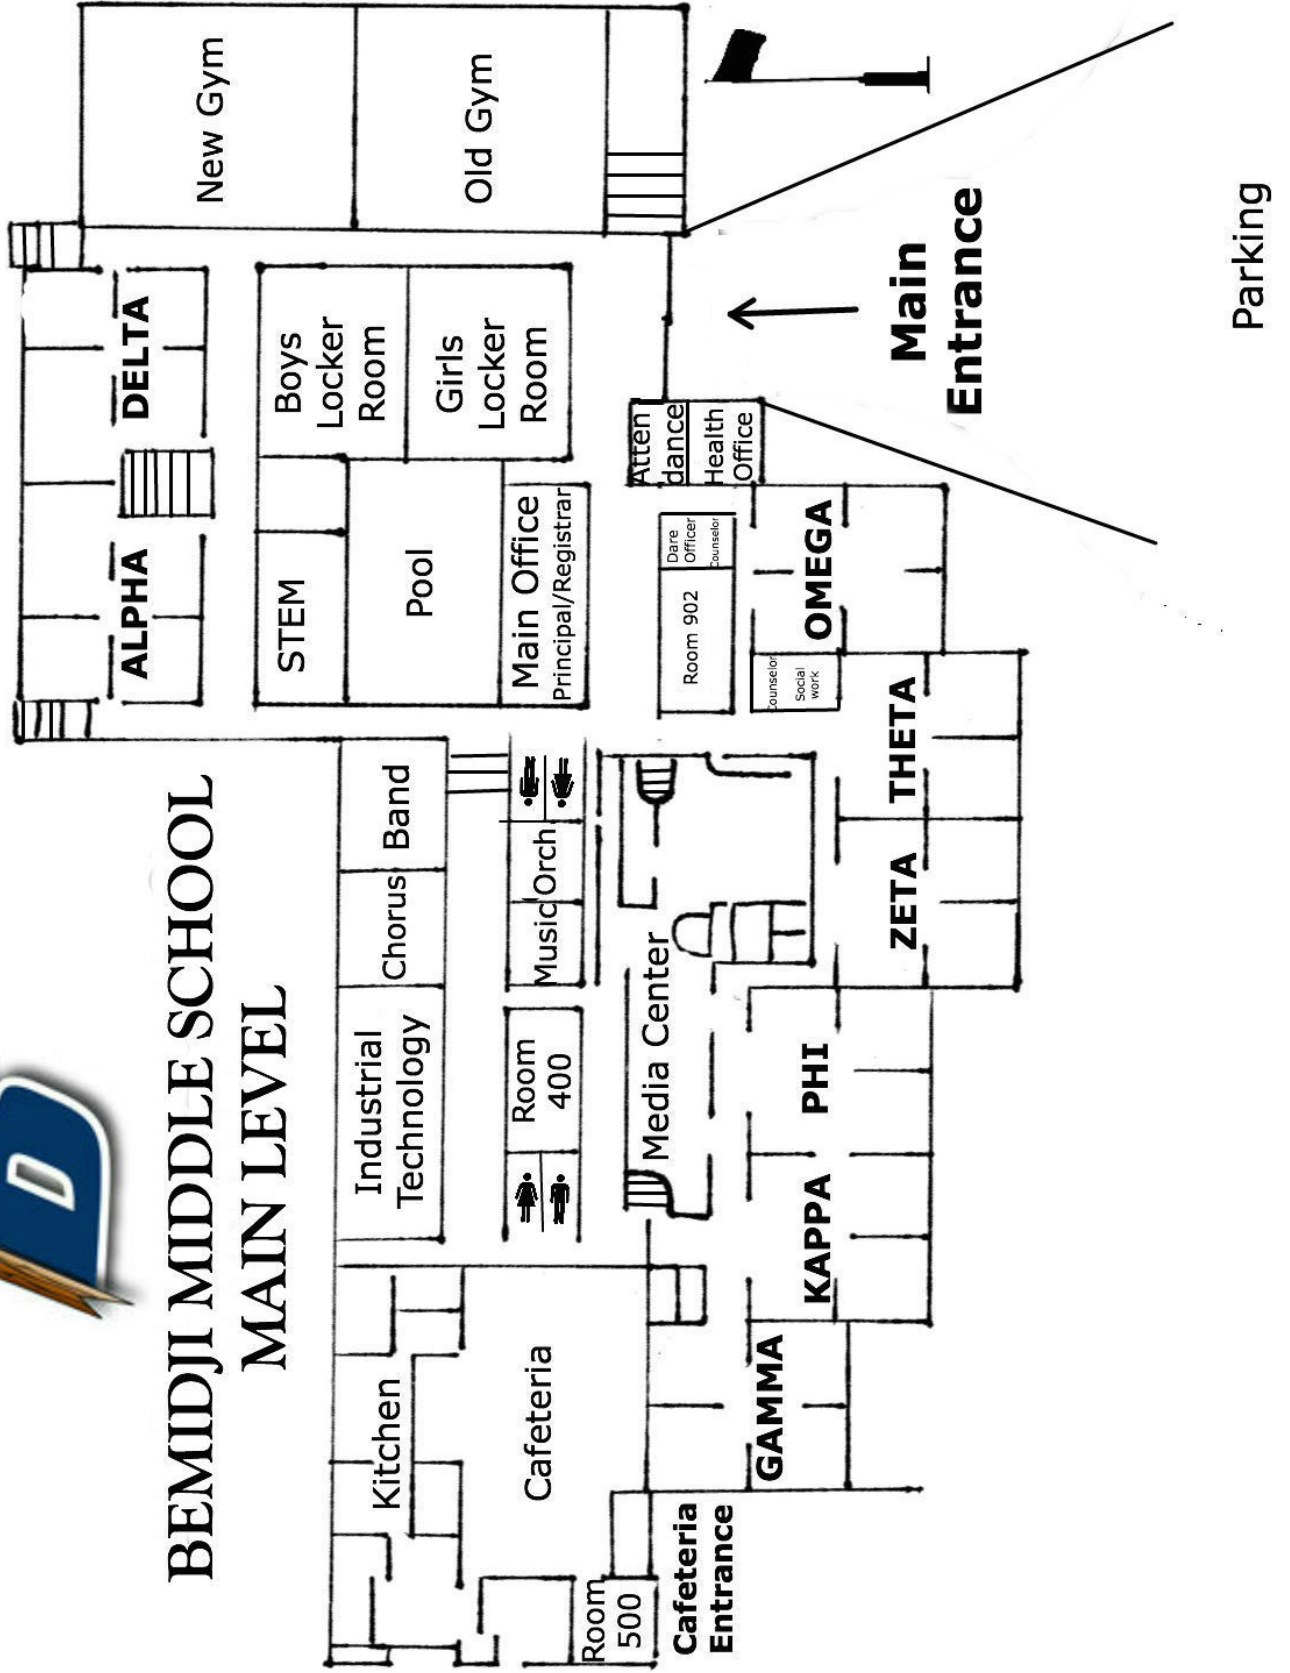 D
BEMIDJI MIDDLE SCHOOL
MAIN LEVEL
New Gym
Old Gym
DELTA
ALPHA
Boys
Locker
Room
Girls
Locker
Room
STEM
Pool
Main Office
Principal/Registrar
Atten
dance
Health
Office
Main
Entrance
Parking
Dare
Officer
Counselor
Room 902
OMEGA
Counselor
Social
work
THETA
ZETA
Band
Chorus
Industrial
Technology
Orch
Music
Room
400
Media Center
PHI
KAPPA
GAMMA
Kitchen
Cafeteria
Room
500
Cafeteria
Entrance